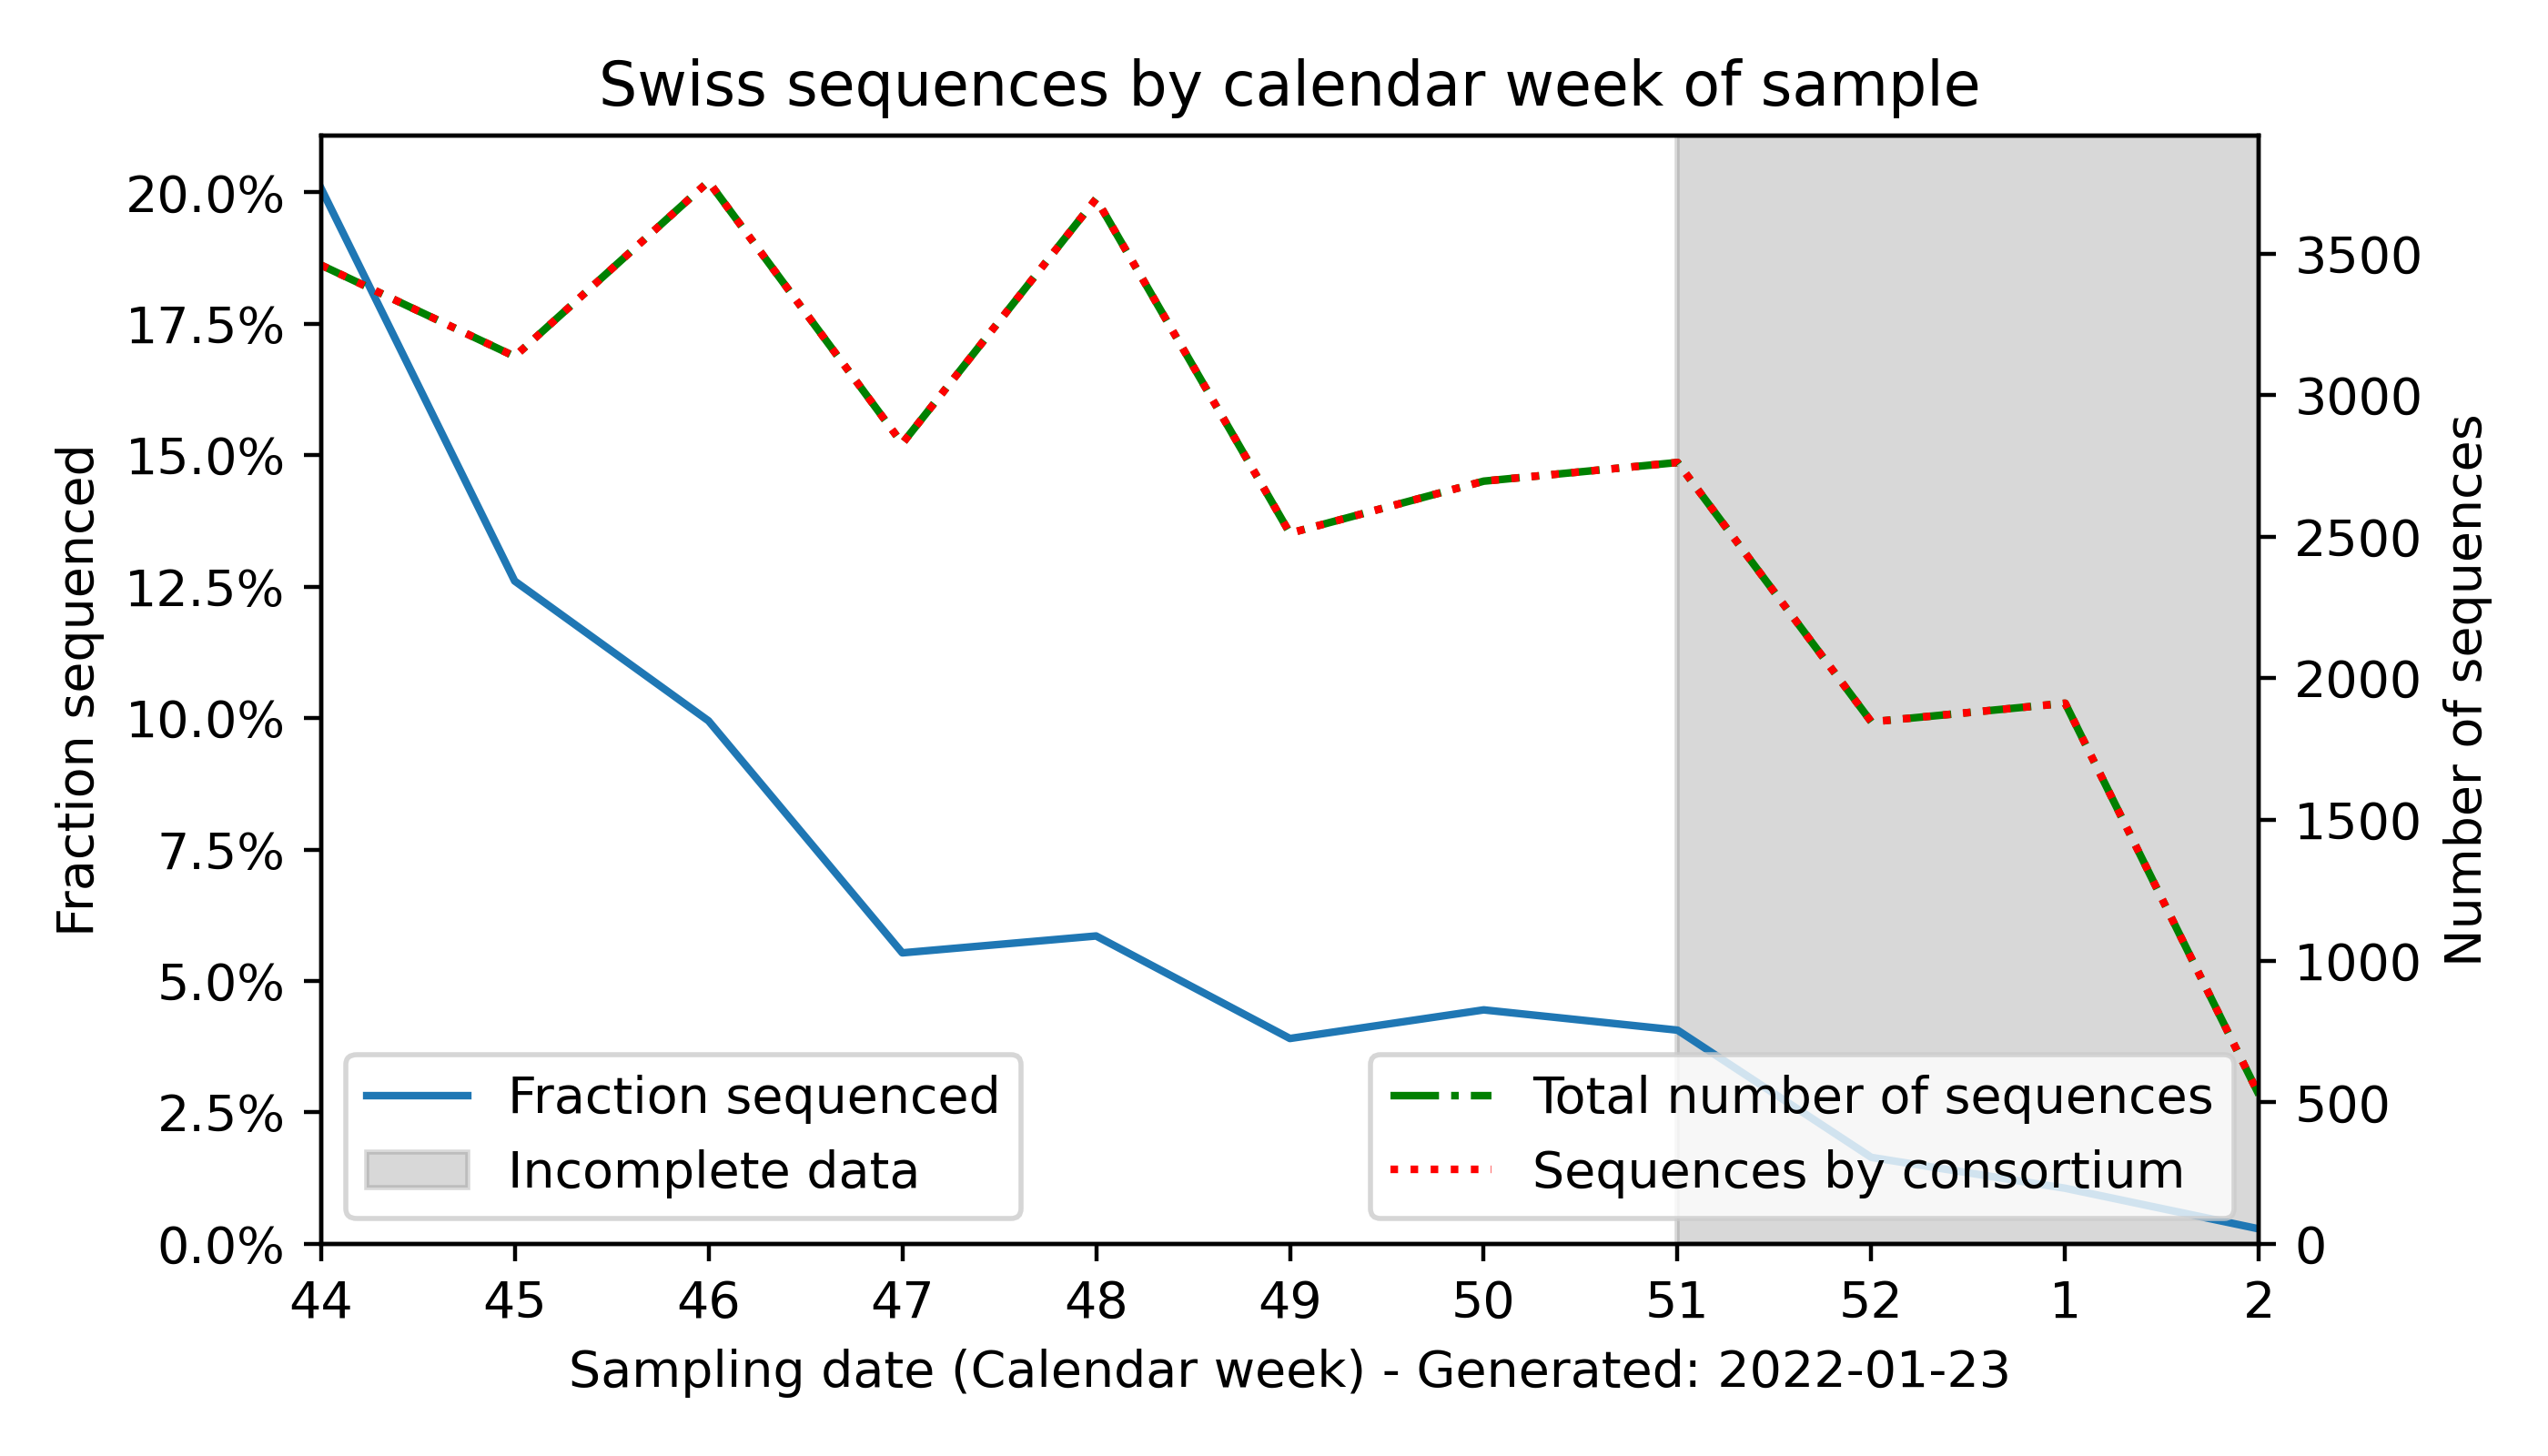 Swiss sequences by calendar week of sample
Fraction sequenced
20.0%
17.5%
15.0%
12.5%
10.0%
7.5%
5.0%
2.5%
0.0%
Number of sequences
3500
3000
2500
2000
1500
1000
500
0
Fraction sequenced
Incomplete data
Total number of sequences
Sequences by consortium
44 45 46 47 48 49 50 51 52 1 2
Sampling date (Calendar week) - Generated: 2022-01-23